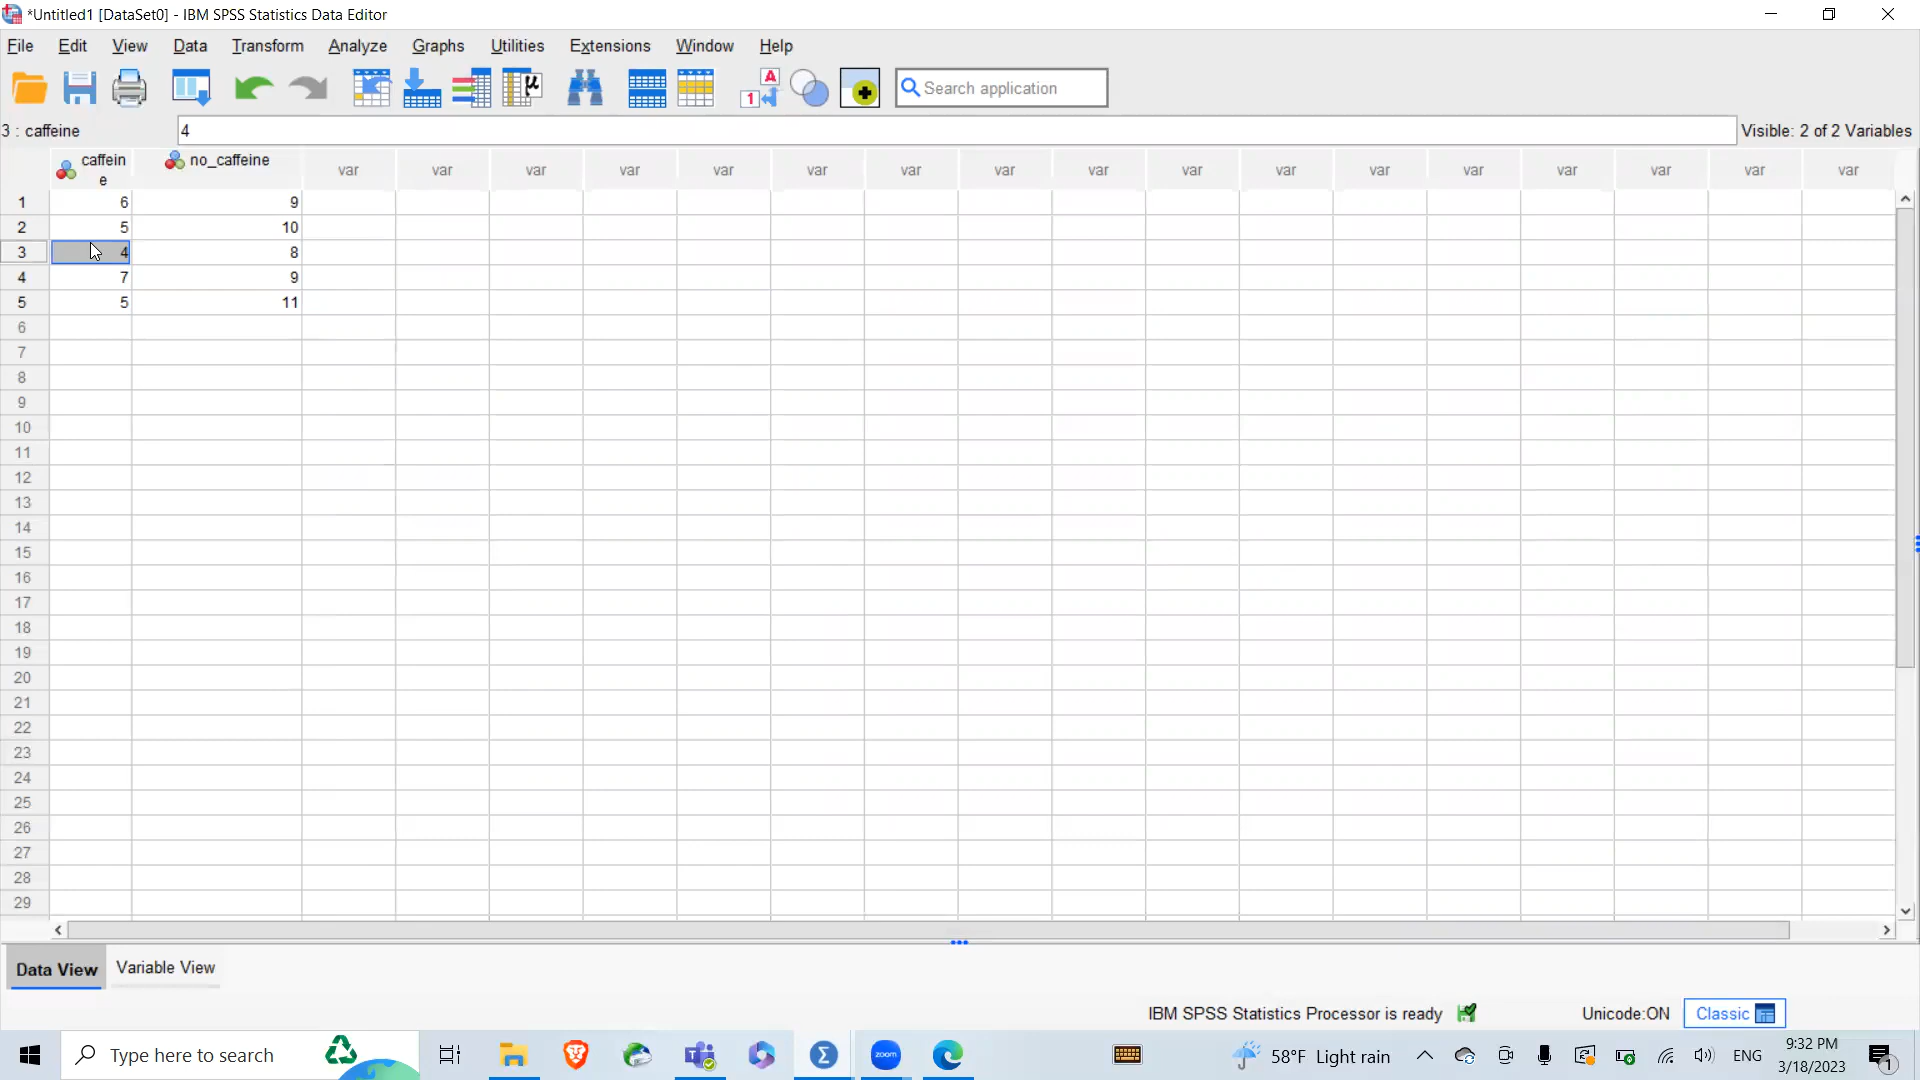 *Untitled1 [DataSet0] - IBM SPSS Statistics Data Editor
File Edit View Data Transform Analyze Graphs Utilities Extensions Window Help
1 A Search application
3 : caffeine 4 Visible: 2 of 2 Variables
caffein
e no_caffeine var var var var var var var var var var var var var var var var var
1 6 9
2 5 10
3 4 8
4 7 9
5 5 11
6
7
8
9
10
11
12
13
14
15
16
17
18
19
20
21
22
23
24
25
26
27
28
29
Data View Variable View
IBM SPSS Statistics Processor is ready Unicode:ON Classic
Type here to search zoom 58°F Light rain ENG 9:32 PM
3/18/2023 1